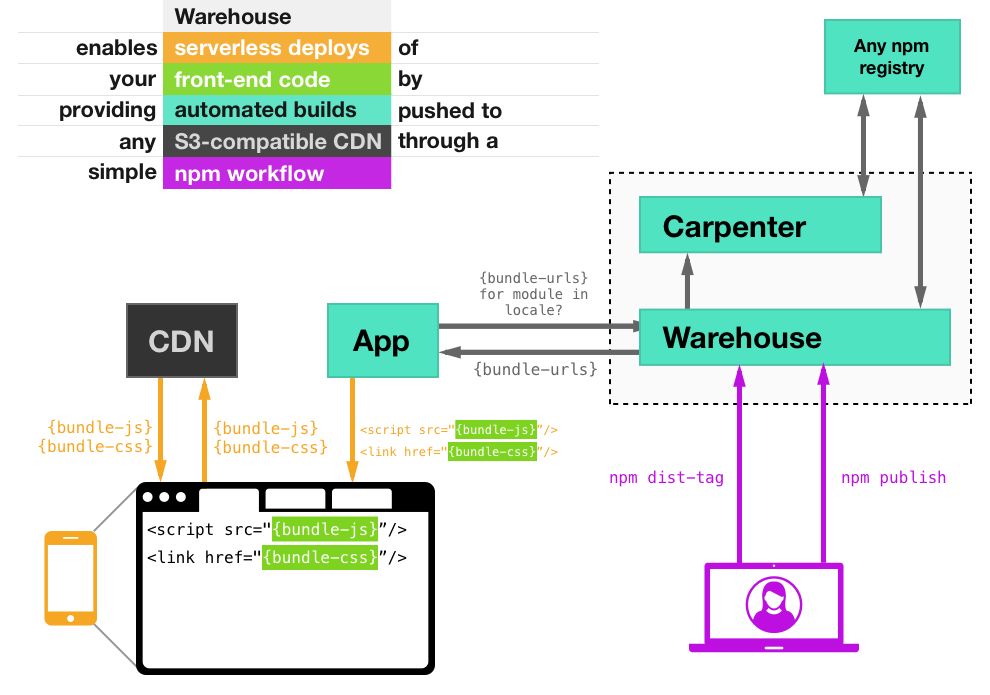 Warehouse
enables serverless deploys of
your front-end code by
providing automated builds pushed to
any S3-compatible CDN through a
simple npm workflow
Any npm
registry
Carpenter
{bundle-urls}
for module in
locale?
CDN
App
Warehouse
{bundle-urls}
{bundle-js}
{bundle-css}
{bundle-js}
{bundle-css}
<script src="{bundle-js}”/>
<link href="{bundle-css}”/>
npm dist-tag
npm publish
<script src="{bundle-js}”/>
<link href="{bundle-css}”/>